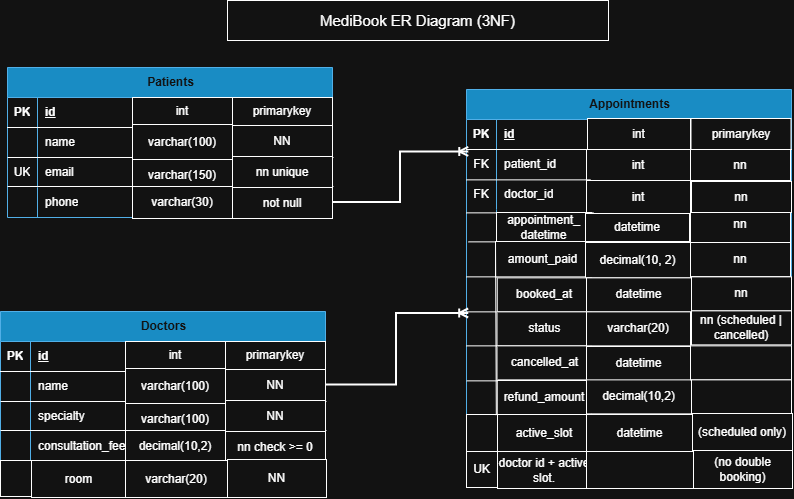 MediBook ER Diagram (3NF)
Patients
PK id int primarykey
name varchar(100) NN
UK email varchar(150) nn unique
phone varchar(30) not null
Appointments
PK id int primarykey
FK patient_id int nn
FK doctor_id int nn
appointment_
datetime datetime nn
amount_paid decimal(10, 2) nn
booked_at datetime nn
status varchar(20) nn (scheduled |
cancelled)
cancelled_at datetime
refund_amount decimal(10,2)
active_slot datetime (scheduled only)
UK doctor id + active
slot. (no double
booking)
Doctors
PK id int primarykey
name varchar(100) NN
specialty varchar(100) NN
consultation_fee decimal(10,2) nn check >= 0
room varchar(20) NN